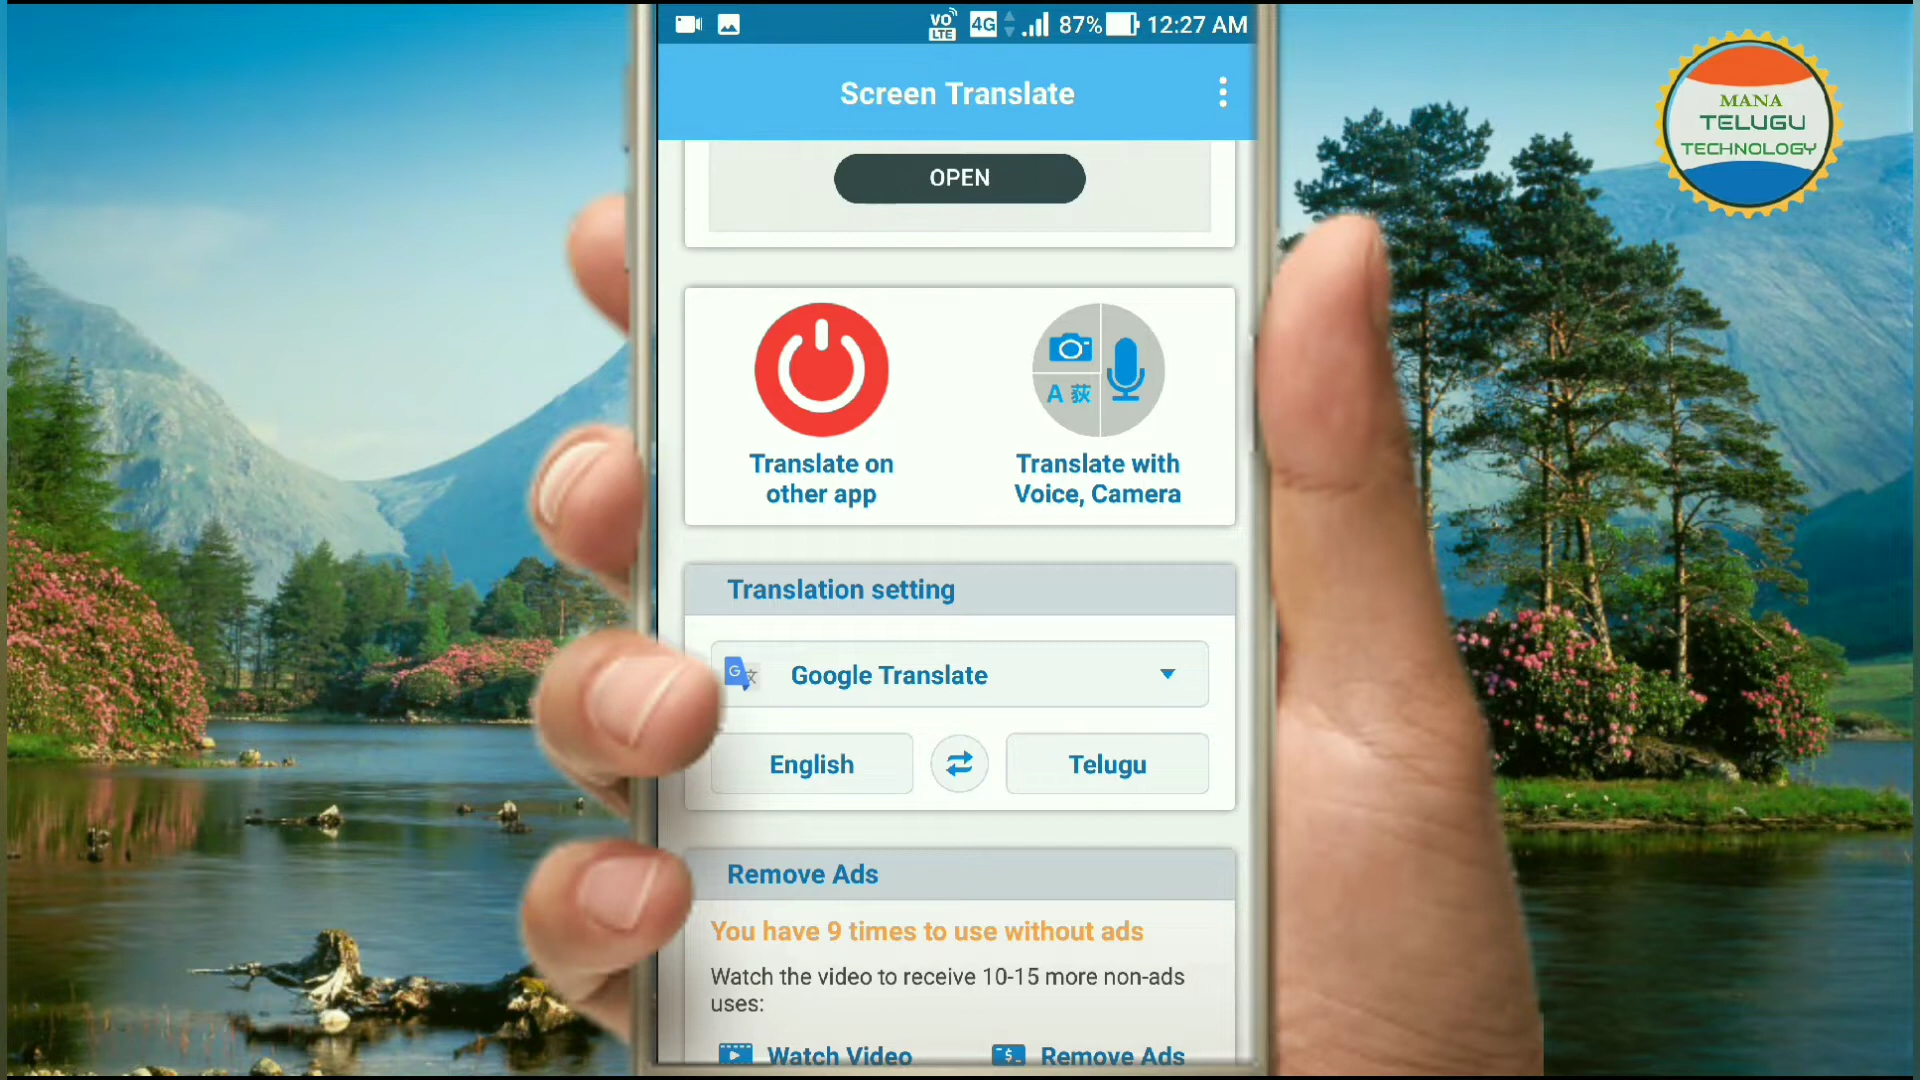 VO LTE 4G 87% 12:27 AM
Screen Translate
MANA
TELUGU
TECHNOLOGY
OPEN
A 荻
Translate on
other app
Translate with
Voice, Camera
Translation setting
G 文 Google Translate
English
Telugu
Remove Ads
You have 9 times to use without ads
Watch the video to receive 10-15 more non-ads
uses:
Watch Video
$ Remove Ads